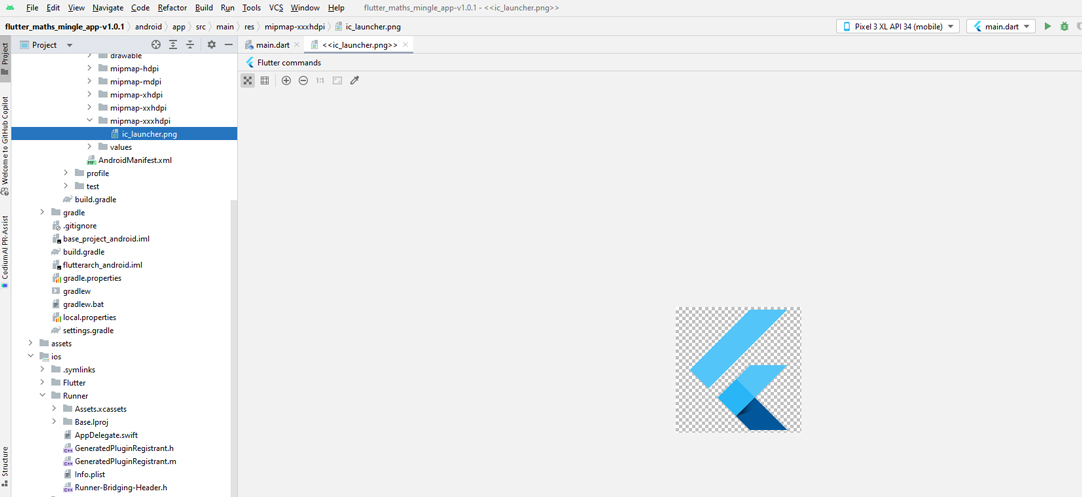 File Edit View Navigate Code Refactor Build Run Tools VCS Window Help flutter_maths_mingle_app-v1.0.1 - <<ic_launcher.png>>
flutter_maths_mingle_app-v1.0.1 android app src main res mipmap-xxxhdpi ic_launcher.png Pixel 3 XL API 34 (mobile) main.dart
Project main.dart <<ic_launcher.png>>
Flutter commands
1:1
drawable
mipmap-hdpi
mipmap-mdpi
mipmap-xhdpi
mipmap-xxhdpi
mipmap-xxxhdpi
ic_launcher.png
values
AndroidManifest.xml
profile
test
build.gradle
gradle
.gitignore
base_project_android.iml
build.gradle
flutterarch_android.iml
gradle.properties
gradlew
gradlew.bat
local.properties
settings.gradle
assets
ios
.symlinks
Flutter
Runner
Assets.xcassets
Base.lproj
AppDelegate.swift
GeneratedPluginRegistrant.h
GeneratedPluginRegistrant.m
Info.plist
Runner-Bridging-Header.h
Project
Welcome to GitHub Copilot
CodiumAI PR-Assist
Structure